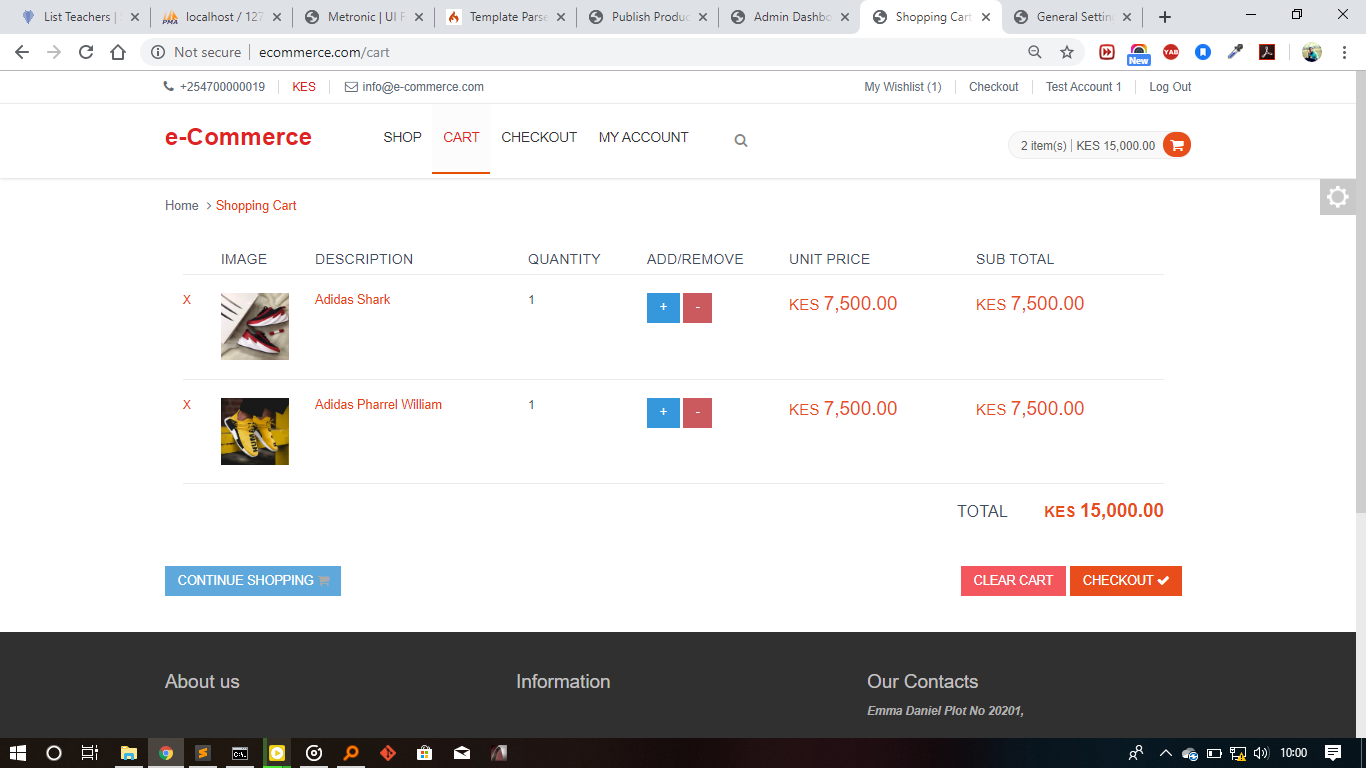 List Teachers |
localhost / 127
Metronic | UI F
Template Parse
Publish Produc
Admin Dashbo
Shopping Cart
General Settin
Not secure | ecommerce.com/cart
New
YAB
+254700000019 KES info@e-commerce.com My Wishlist (1) Checkout Test Account 1 Log Out
e-Commerce SHOP CART CHECKOUT MY ACCOUNT 2 item(s) KES 15,000.00
Home > Shopping Cart
IMAGE DESCRIPTION QUANTITY ADD/REMOVE UNIT PRICE SUB TOTAL
X Adidas Shark 1 + - KES 7,500.00 KES 7,500.00
X Adidas Pharrel William 1 + - KES 7,500.00 KES 7,500.00
TOTAL KES 15,000.00
CONTINUE SHOPPING CLEAR CART CHECKOUT
About us Information Our Contacts
Emma Daniel Plot No 20201,
10:00